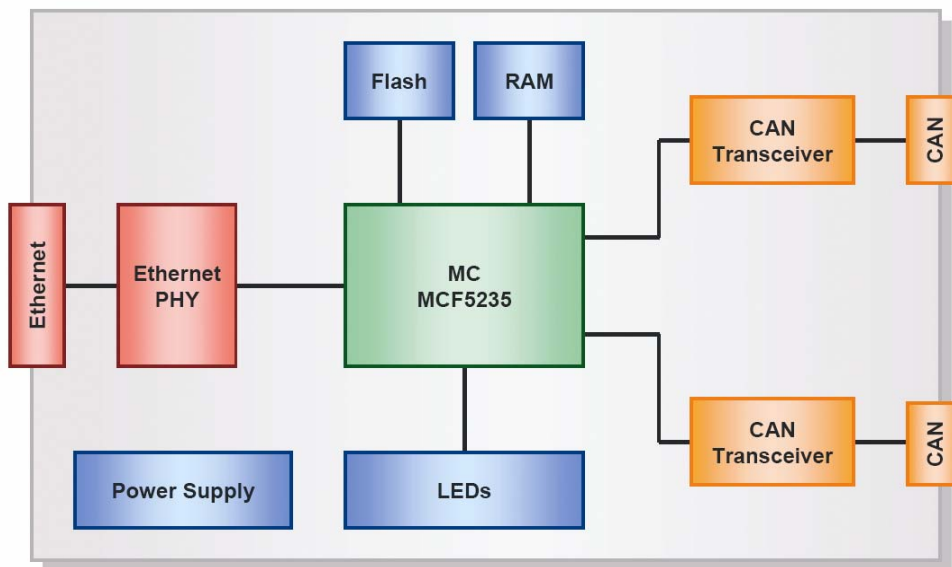 Flash
RAM
CAN
Transceiver
CAN
Ethernet
Ethernet
PHY
MC
MCF5235
CAN
Transceiver
CAN
Power Supply
LEDs